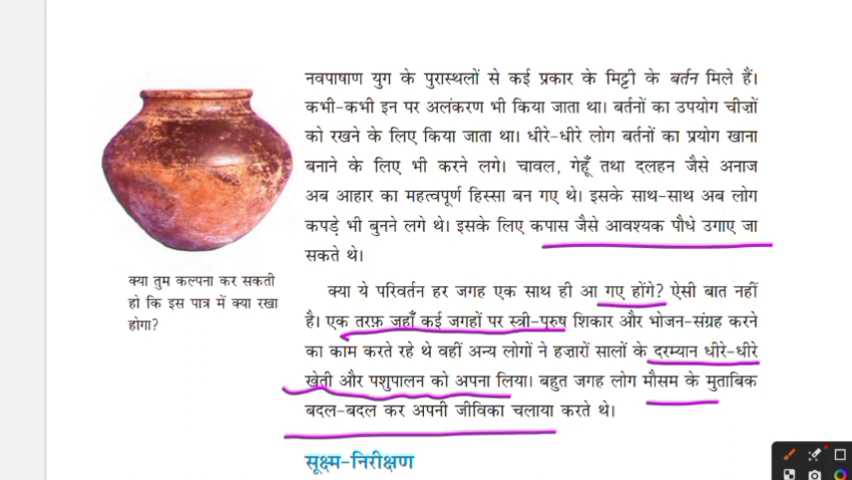 नवपाषाण युग के पुरास्थलों से कई प्रकार के मिट्टी के बर्तन मिले हैं।
कभी-कभी इन पर अलंकरण भी किया जाता था। बर्तनों का उपयोग चीज़ों
को रखने के लिए किया जाता था। धीरे-धीरे लोग बर्तनों का प्रयोग खाना
बनाने के लिए भी करने लगे। चावल, गेहूँ तथा दलहन जैसे अनाज
अब आहार का महत्वपूर्ण हिस्सा बन गए थे। इसके साथ-साथ अब लोग
कपड़े भी बुनने लगे थे। इसके लिए कपास जैसे आवश्यक पौधे उगाए जा
सकते थे।
क्या तुम कल्पना कर सकती
हो कि इस पात्र में क्या रखा
होगा?
क्या ये परिवर्तन हर जगह एक साथ ही आ गए होंगे? ऐसी बात नहीं
है। एक तरफ़ जहाँ कई जगहों पर स्त्री-पुरुष शिकार और भोजन-संग्रह करने
का काम करते रहे थे वहीं अन्य लोगों ने हज़ारों सालों के दरम्यान धीरे-धीरे
खेती और पशुपालन को अपना लिया। बहुत जगह लोग मौसम के मुताबिक
बदल-बदल कर अपनी जीविका चलाया करते थे।
सूक्ष्म-निरीक्षण